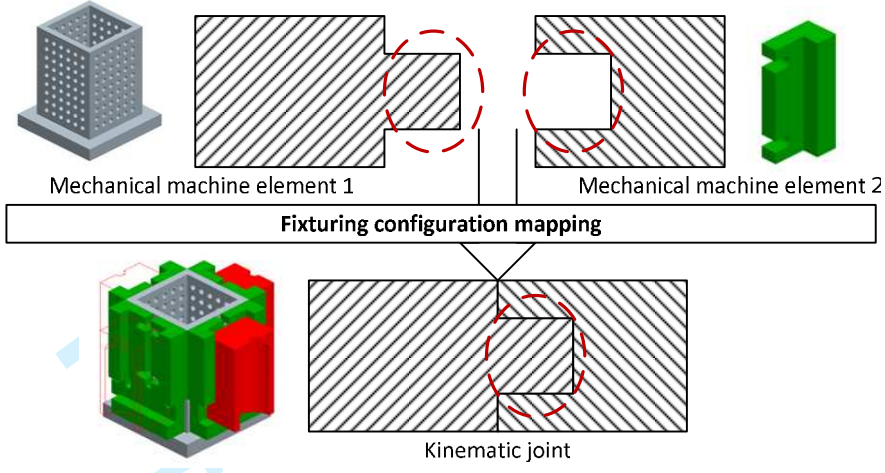 Mechanical machine element 1
Mechanical machine element 2
Fixturing configuration mapping
Kinematic joint